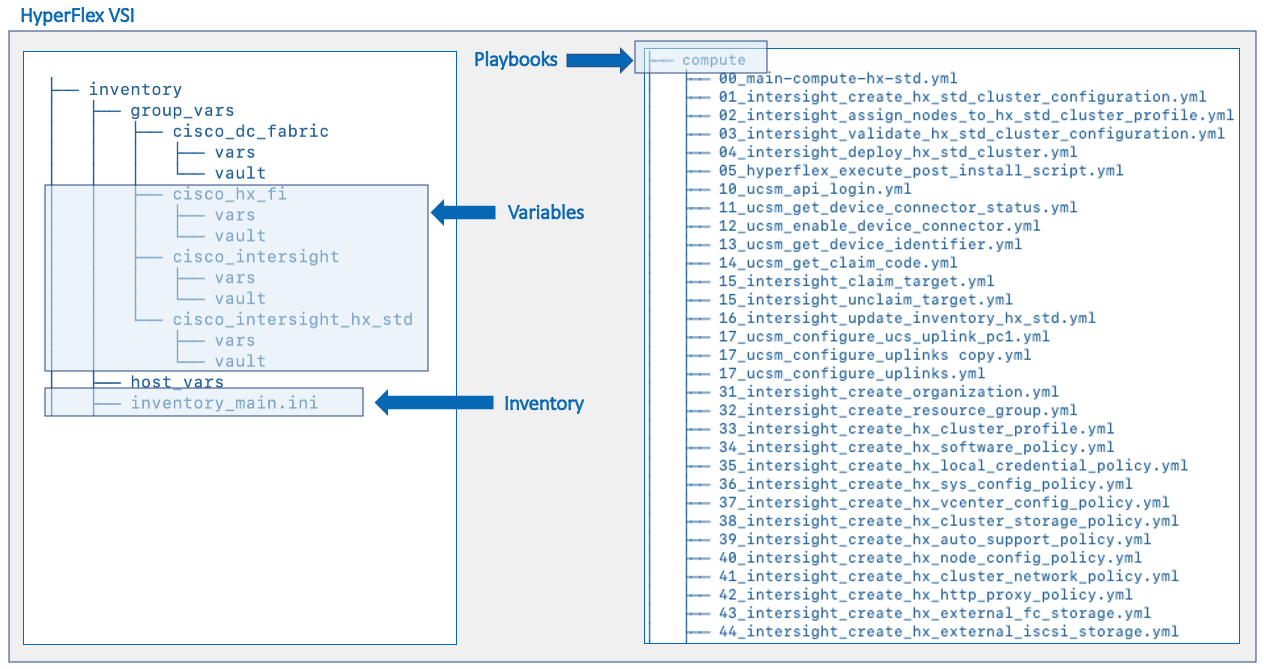 HyperFlex VSI
inventory
group_vars
cisco_dc_fabric
vars
vault
cisco_hx_fi
vars
vault
cisco_intersight
vars
vault
cisco_intersight_hx_std
vars
vault
host_vars
inventory_main.ini
Variables
Inventory
Playbooks
compute
00_main-compute-hx-std.yml
01_intersight_create_hx_std_cluster_configuration.yml
02_intersight_assign_nodes_to_hx_std_cluster_profile.yml
03_intersight_validate_hx_std_cluster_configuration.yml
04_intersight_deploy_hx_std_cluster.yml
05_hyperflex_execute_post_install_script.yml
10_ucsm_api_login.yml
11_ucsm_get_device_connector_status.yml
12_ucsm_enable_device_connector.yml
13_ucsm_get_device_identifier.yml
14_ucsm_get_claim_code.yml
15_intersight_claim_target.yml
15_intersight_unclaim_target.yml
16_intersight_update_inventory_hx_std.yml
17_ucsm_configure_ucs_uplink_pc1.yml
17_ucsm_configure_uplinks copy.yml
17_ucsm_configure_uplinks.yml
31_intersight_create_organization.yml
32_intersight_create_resource_group.yml
33_intersight_create_hx_cluster_profile.yml
34_intersight_create_hx_software_policy.yml
35_intersight_create_hx_local_credential_policy.yml
36_intersight_create_hx_sys_config_policy.yml
37_intersight_create_hx_vcenter_config_policy.yml
38_intersight_create_hx_cluster_storage_policy.yml
39_intersight_create_hx_auto_support_policy.yml
40_intersight_create_hx_node_config_policy.yml
41_intersight_create_hx_cluster_network_policy.yml
42_intersight_create_hx_http_proxy_policy.yml
43_intersight_create_hx_external_fc_storage.yml
44_intersight_create_hx_external_iscsi_storage.yml